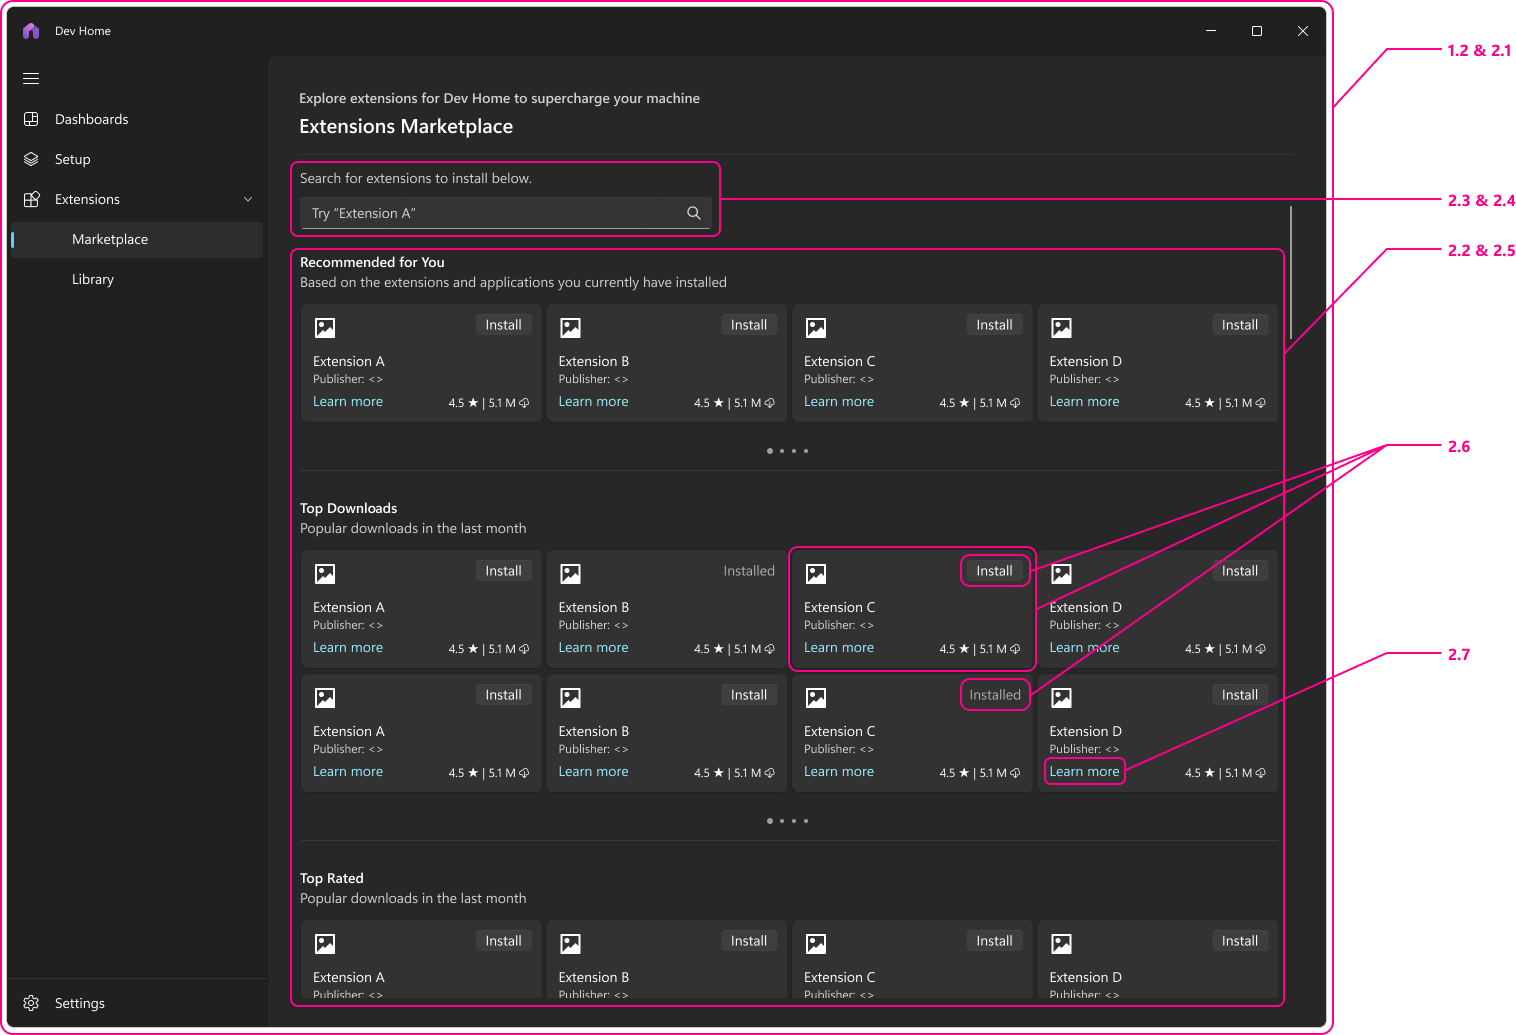 Dev Home
Dashboards
Setup
Extensions
Marketplace
Library
Settings
Explore extensions for Dev Home to supercharge your machine
Extensions Marketplace
Search for extensions to install below.
Try “Extension A”
Recommended for You
Based on the extensions and applications you currently have installed
Install
Extension A
Publisher: <>
Learn more
4.5 ★ | 5.1 M
Install
Extension B
Publisher: <>
Learn more
4.5 ★ | 5.1 M
Install
Extension C
Publisher: <>
Learn more
4.5 ★ | 5.1 M
Install
Extension D
Publisher: <>
Learn more
4.5 ★ | 5.1 M
Top Downloads
Popular downloads in the last month
Install
Extension A
Publisher: <>
Learn more
4.5 ★ | 5.1 M
Installed
Extension B
Publisher: <>
Learn more
4.5 ★ | 5.1 M
Install
Extension C
Publisher: <>
Learn more
4.5 ★ | 5.1 M
Install
Extension D
Publisher: <>
Learn more
4.5 ★ | 5.1 M
Install
Extension A
Publisher: <>
Learn more
4.5 ★ | 5.1 M
Install
Extension B
Publisher: <>
Learn more
4.5 ★ | 5.1 M
Installed
Extension C
Publisher: <>
Learn more
4.5 ★ | 5.1 M
Install
Extension D
Publisher: <>
Learn more
4.5 ★ | 5.1 M
Top Rated
Popular downloads in the last month
Install
Extension A
Publisher: <>
Install
Extension B
Publisher: <>
Install
Extension C
Publisher: <>
Install
Extension D
Publisher: <>
1.2 & 2.1
2.3 & 2.4
2.2 & 2.5
2.6
2.7